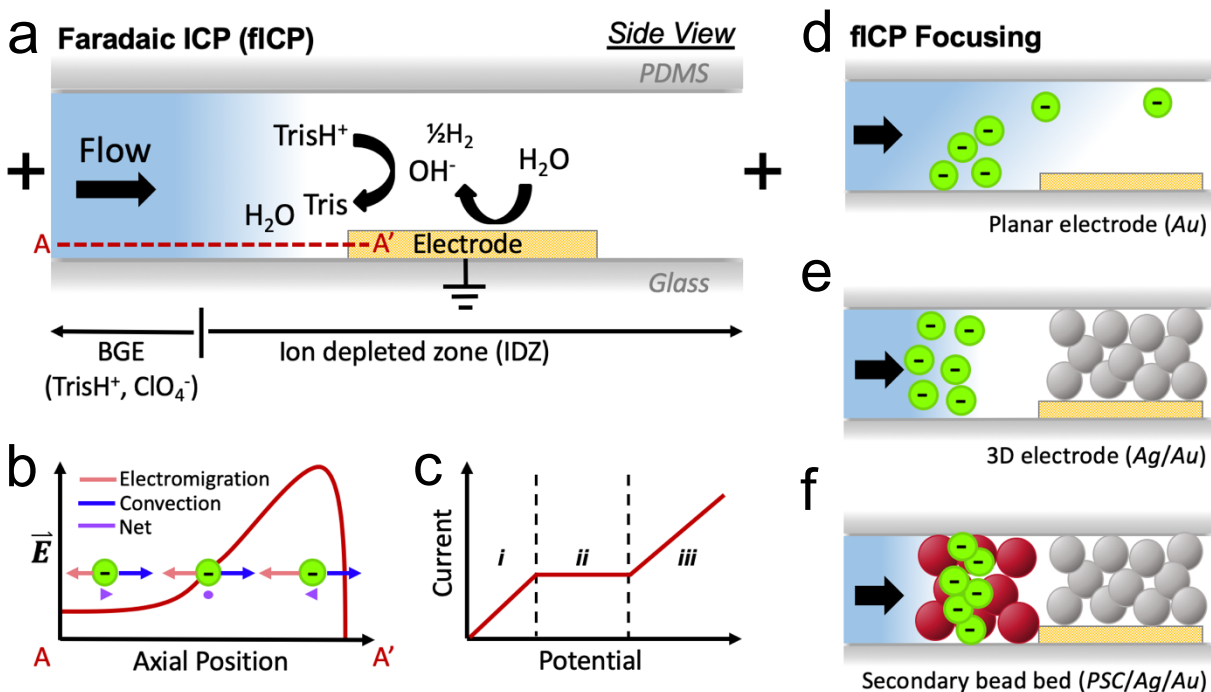 a Faradaic ICP (fICP) Side View
PDMS
+ Flow +
TrisH⁺ ½H₂
OH⁻ H₂O
H₂O Tris
A A’ Electrode
Glass
BGE Ion depleted zone (IDZ)
(TrisH⁺, ClO₄⁻)
b
Electromigration
Convection
Net
E
- - -
A Axial Position A’
c
Current
i ii iii
Potential
d fICP Focusing
- - - - - -
Planar electrode (Au)
e
- - - - - -
3D electrode (Ag/Au)
f
- - - - - - -
Secondary bead bed (PSC/Ag/Au)